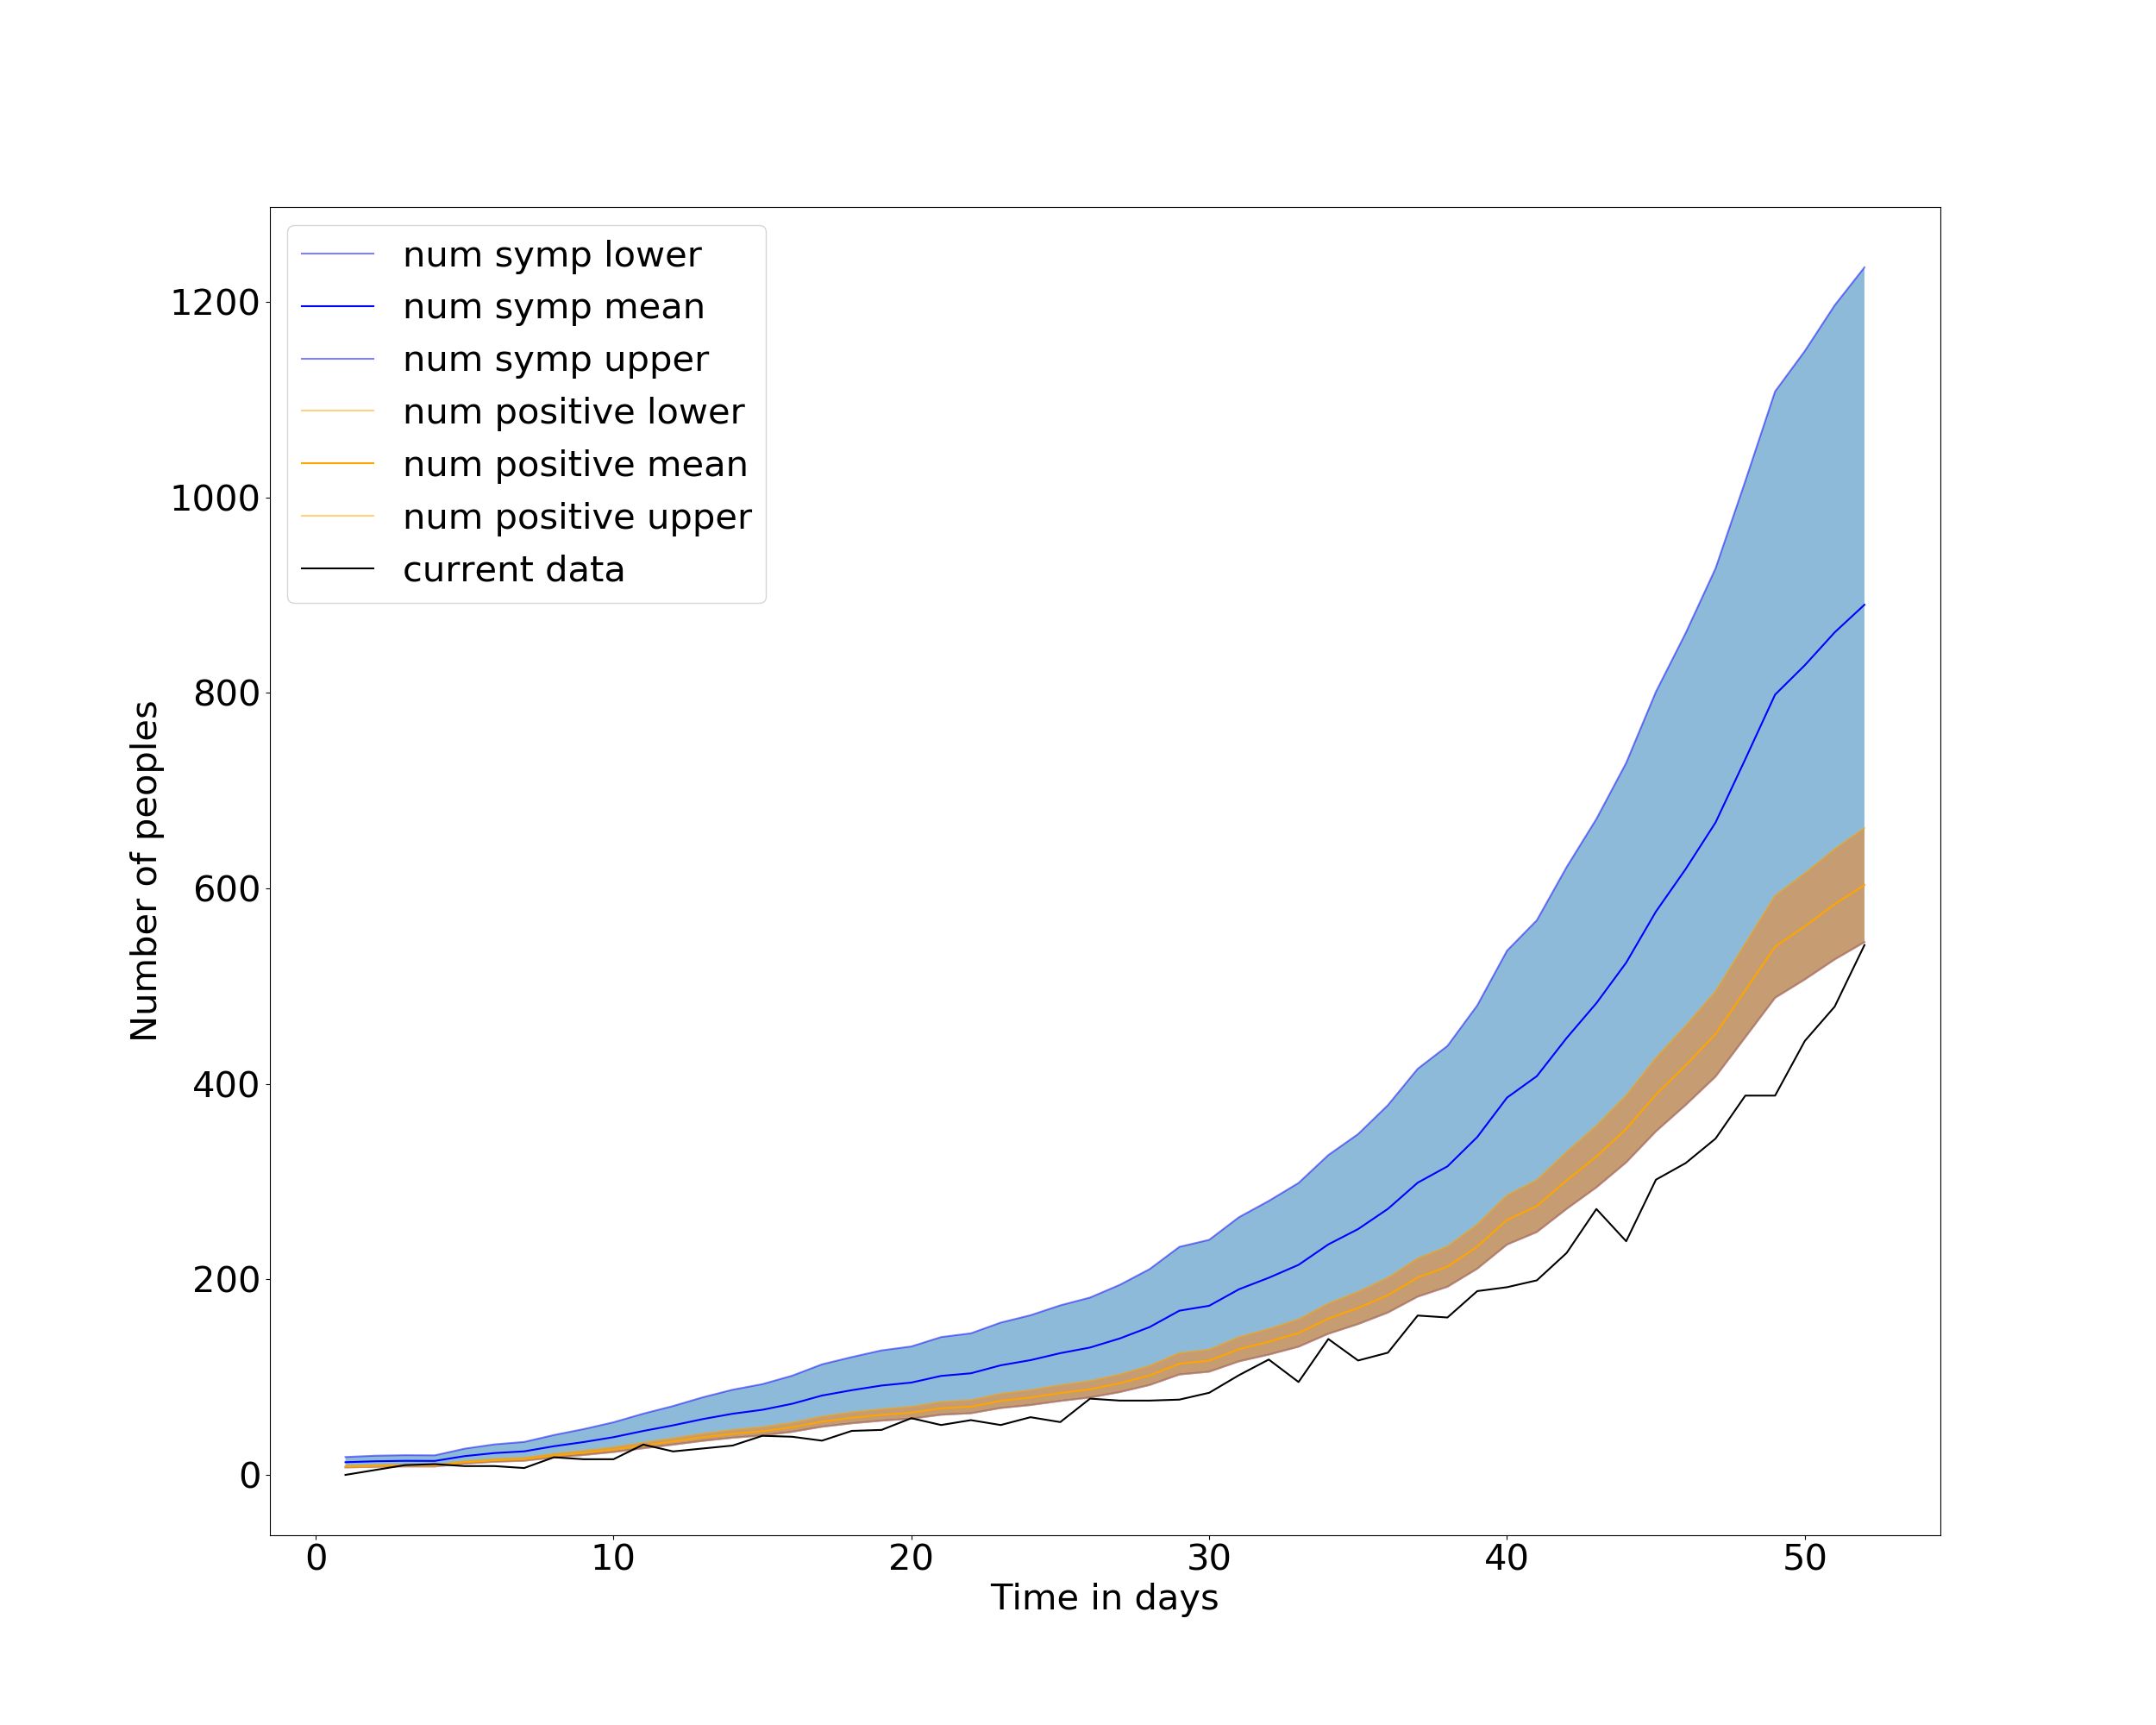 num symp lower
num symp mean
num symp upper
num positive lower
num positive mean
num positive upper
current data
1200
1000
800
600
400
200
0
Number of peoples
0 10 20 30 40 50
Time in days